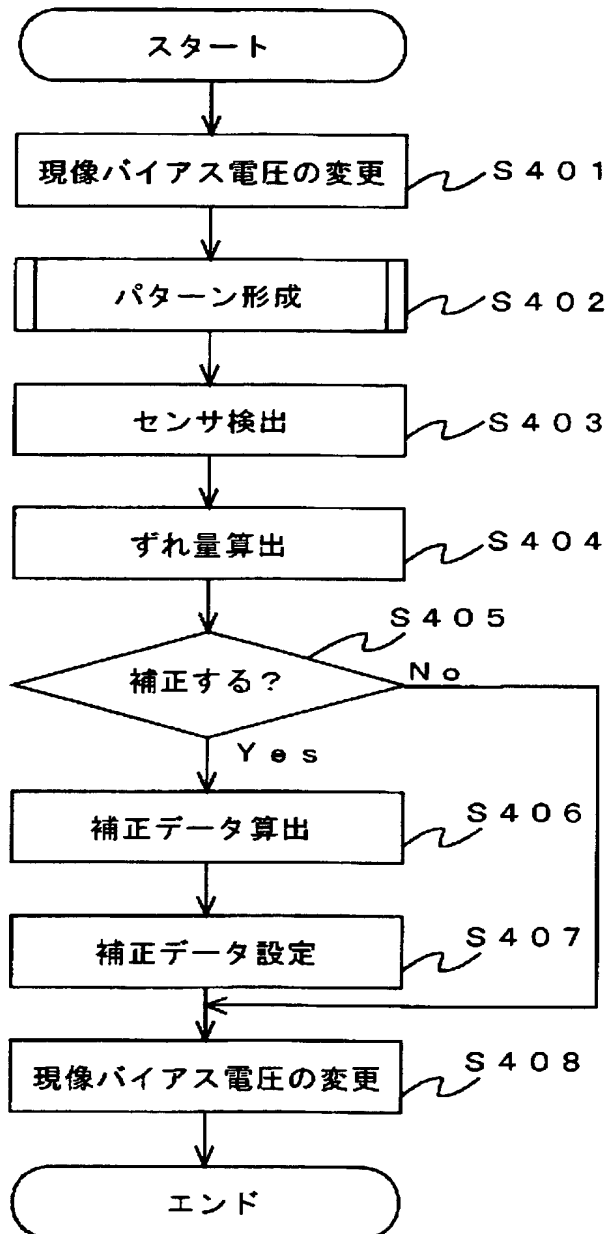 スタート
現像バイアス電圧の変更
S401
パターン形成
S402
センサ検出
S403
ずれ量算出
S404
S405
補正する?
No
Yes
補正データ算出
S406
補正データ設定
S407
現像バイアス電圧の変更
S408
エンド